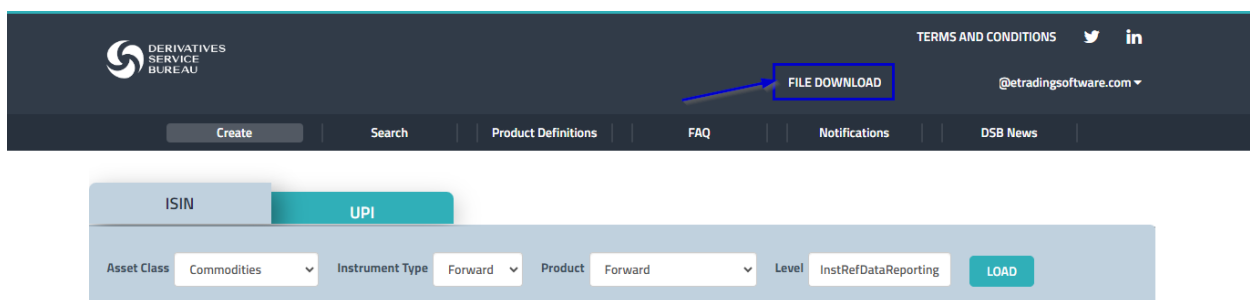 DERIVATIVES
SERVICE
BUREAU
TERMS AND CONDITIONS
in
FILE DOWNLOAD
@etradingsoftware.com
Create Search Product Definitions FAQ Notifications DSB News
ISIN
UPI
Asset Class Commodities Instrument Type Forward Product Forward Level InstRefDataReporting LOAD